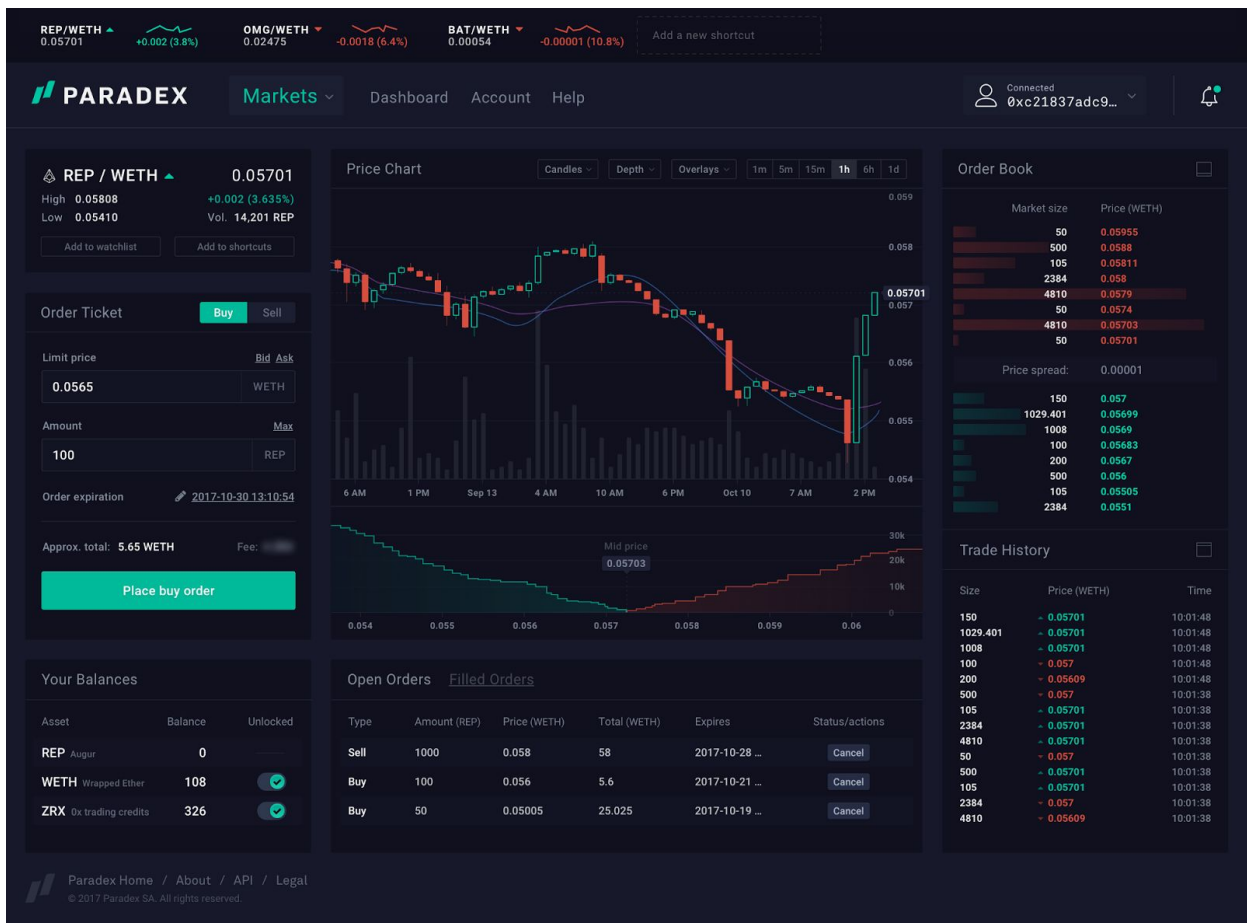 REP/WETH OMG/WETH BAT/WETH Add a new shortcut
0.05701 +0.002 (3.8%) 0.02475 -0.0018 (6.4%) 0.00054 -0.00001 (10.8%)
PARADEX Markets Dashboard Account Help Connected
0xc21837adc9…
REP / WETH 0.05701
High 0.05808 +0.002 (3.635%)
Low 0.05410 Vol. 14,201 REP
Add to watchlist Add to shortcuts
Order Ticket Buy Sell
Limit price Bid Ask
0.0565 WETH
Amount Max
100 REP
Order expiration 2017-10-30 13:10:54
Approx. total: 5.65 WETH Fee:
Place buy order
Price Chart Candles Depth Overlays 1m 5m 15m 1h 6h 1d
0.059
0.058
0.05701
0.057
0.056
0.055
0.054
6 AM 1 PM Sep 13 4 AM 10 AM 6 PM Oct 10 7 AM 2 PM
Mid price
0.05703
30k
20k
10k
0
0.054 0.055 0.056 0.057 0.058 0.059 0.06
Order Book
Market size Price (WETH)
50 0.05955
500 0.0588
105 0.05811
2384 0.058
4810 0.0579
50 0.0574
4810 0.05703
50 0.05701
Price spread: 0.00001
150 0.057
1029.401 0.05699
1008 0.0569
100 0.05683
200 0.0567
500 0.056
105 0.05505
2384 0.0551
Trade History
Size Price (WETH) Time
150 0.05701 10:01:48
1029.401 0.05701 10:01:48
1008 0.05701 10:01:48
100 0.057 10:01:48
200 0.05609 10:01:48
500 0.057 10:01:38
105 0.05701 10:01:38
2384 0.05701 10:01:38
4810 0.05701 10:01:38
50 0.057 10:01:38
500 0.05701 10:01:38
105 0.05701 10:01:38
2384 0.057 10:01:38
4810 0.05609 10:01:38
Your Balances
Asset Balance Unlocked
REP Augur 0
WETH Wrapped Ether 108
ZRX 0x trading credits 326
Open Orders Filled Orders
Type Amount (REP) Price (WETH) Total (WETH) Expires Status/actions
Sell 1000 0.058 58 2017-10-28 … Cancel
Buy 100 0.056 5.6 2017-10-21 … Cancel
Buy 50 0.05005 25.025 2017-10-19 … Cancel
Paradex Home / About / API / Legal
© 2017 Paradex SA. All rights reserved.